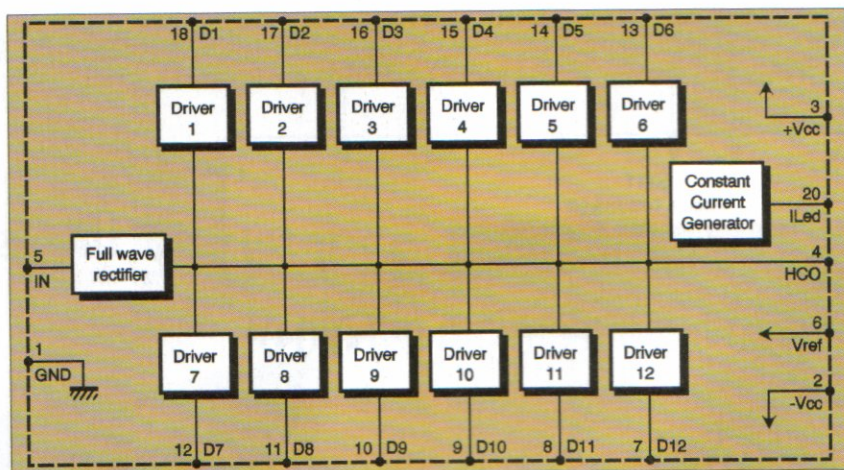 18 D1 17 D2 16 D3 15 D4 14 D5 13 D6
Driver 1
Driver 2
Driver 3
Driver 4
Driver 5
Driver 6
3
+Vcc
Constant
Current
Generator
20
ILed
5
IN
Full wave
rectifier
4
HCO
1
GND
Driver 7
Driver 8
Driver 9
Driver 10
Driver 11
Driver 12
6
Vref
2
-Vcc
12 D7 11 D8 10 D9 9 D10 8 D11 7 D12